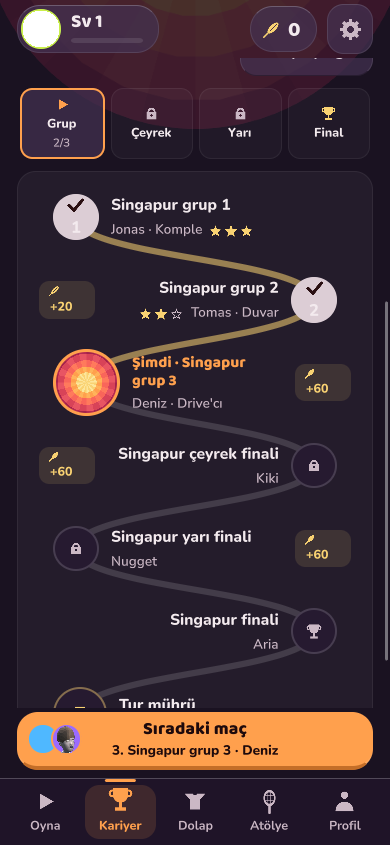 Sv 1
0
Grup
2/3
Çeyrek
Yarı
Final
1
Singapur grup 1
Jonas · Komple
+20
Singapur grup 2
Tomas · Duvar
2
Şimdi · Singapur
grup 3
Deniz · Drive'cı
+60
+60
Singapur çeyrek finali
Kiki
Singapur yarı finali
Nugget
+60
Singapur finali
Aria
Tur mührü
Sıradaki maç
3. Singapur grup 3 · Deniz
Oyna
Kariyer
Dolap
Atölye
Profil